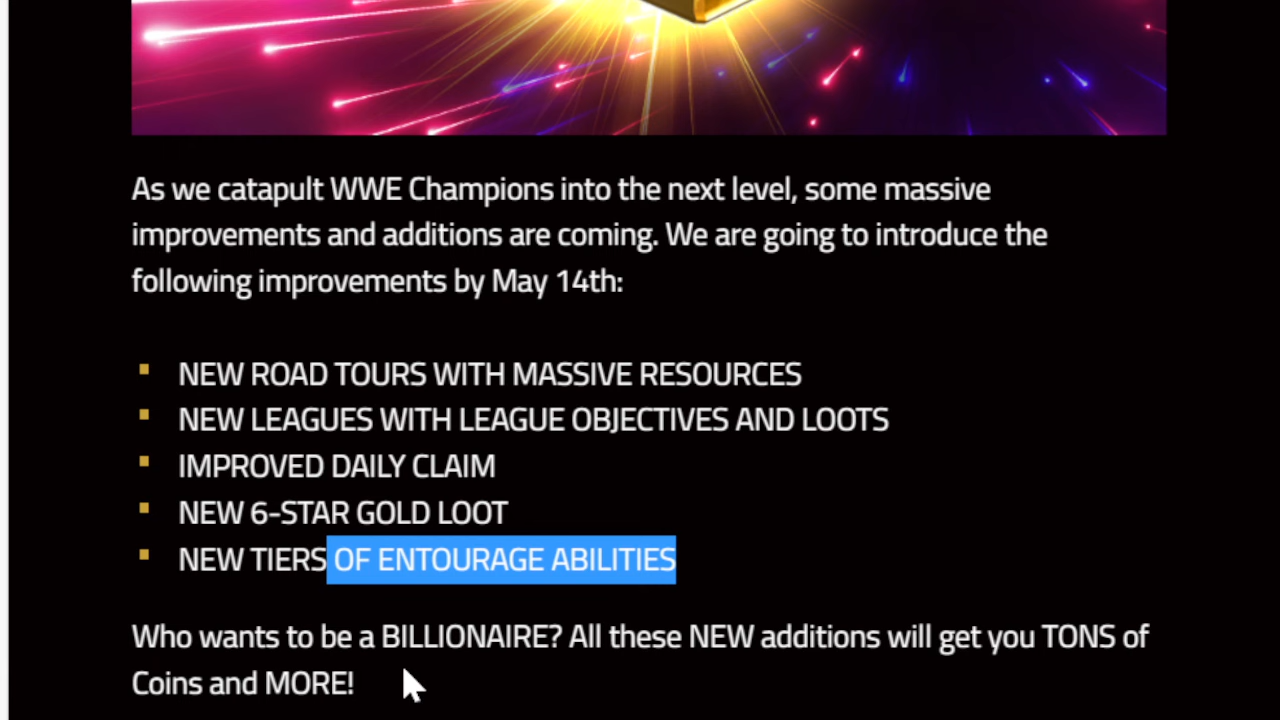 As we catapult WWE Champions into the next level, some massive
improvements and additions are coming. We are going to introduce the
following improvements by May 14th:
NEW ROAD TOURS WITH MASSIVE RESOURCES
NEW LEAGUES WITH LEAGUE OBJECTIVES AND LOOTS
IMPROVED DAILY CLAIM
NEW 6-STAR GOLD LOOT
NEW TIERS OF ENTOURAGE ABILITIES
Who wants to be a BILLIONAIRE? All these NEW additions will get you TONS of
Coins and MORE!